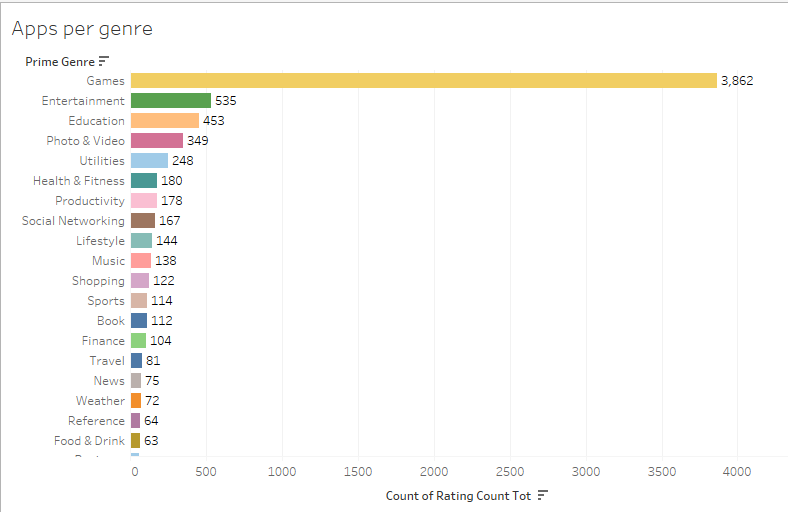 Apps per genre
Prime Genre
Games 3,862
Entertainment 535
Education 453
Photo & Video 349
Utilities 248
Health & Fitness 180
Productivity 178
Social Networking 167
Lifestyle 144
Music 138
Shopping 122
Sports 114
Book 112
Finance 104
Travel 81
News 75
Weather 72
Reference 64
Food & Drink 63
0 500 1000 1500 2000 2500 3000 3500 4000
Count of Rating Count Tot